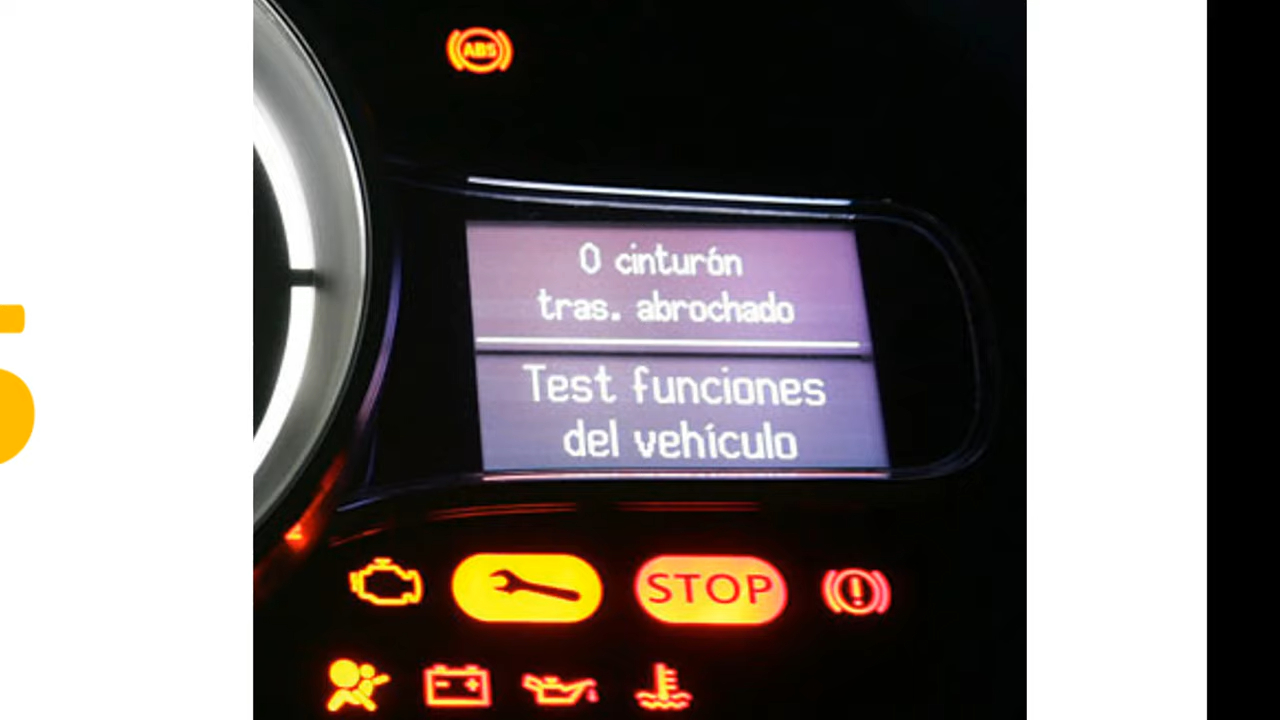 ABS
0 cinturón
tras. abrochado
Test funciones
del vehículo
STOP